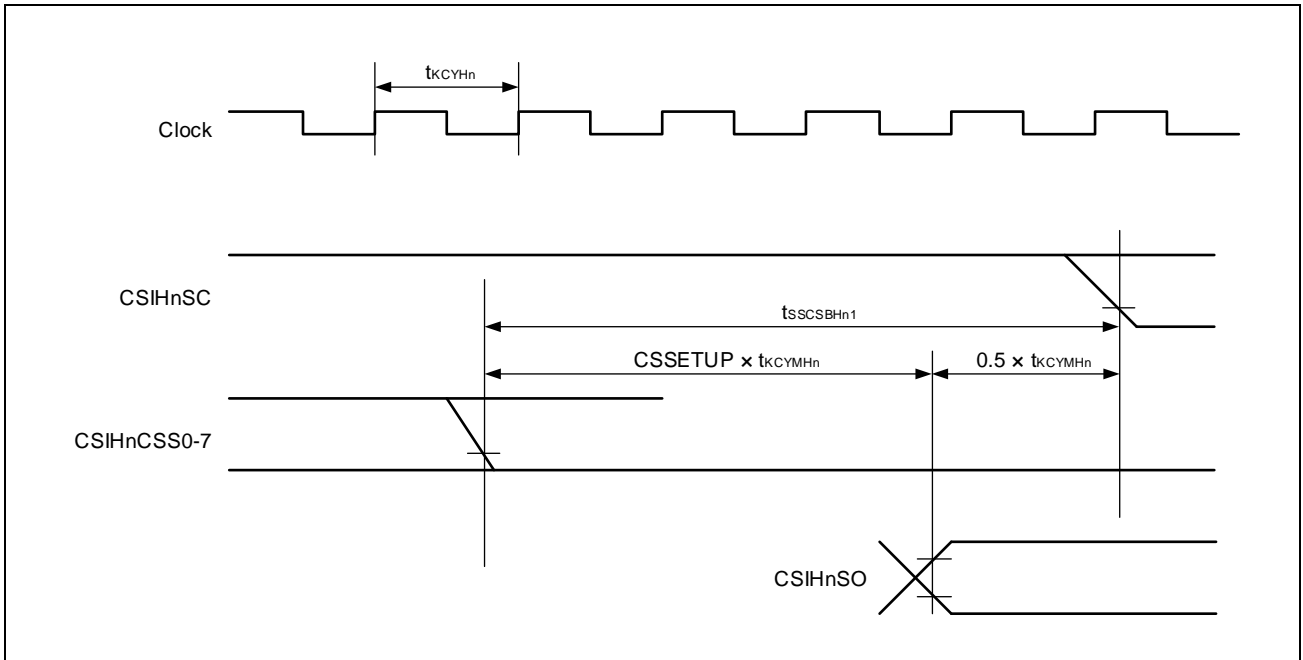 tKCYHn
Clock
CSIHnSC
tSSCSBHn1
CSSETUP × tKCYMHn
0.5 × tKCYMHn
CSIHnCSS0-7
CSIHnSO